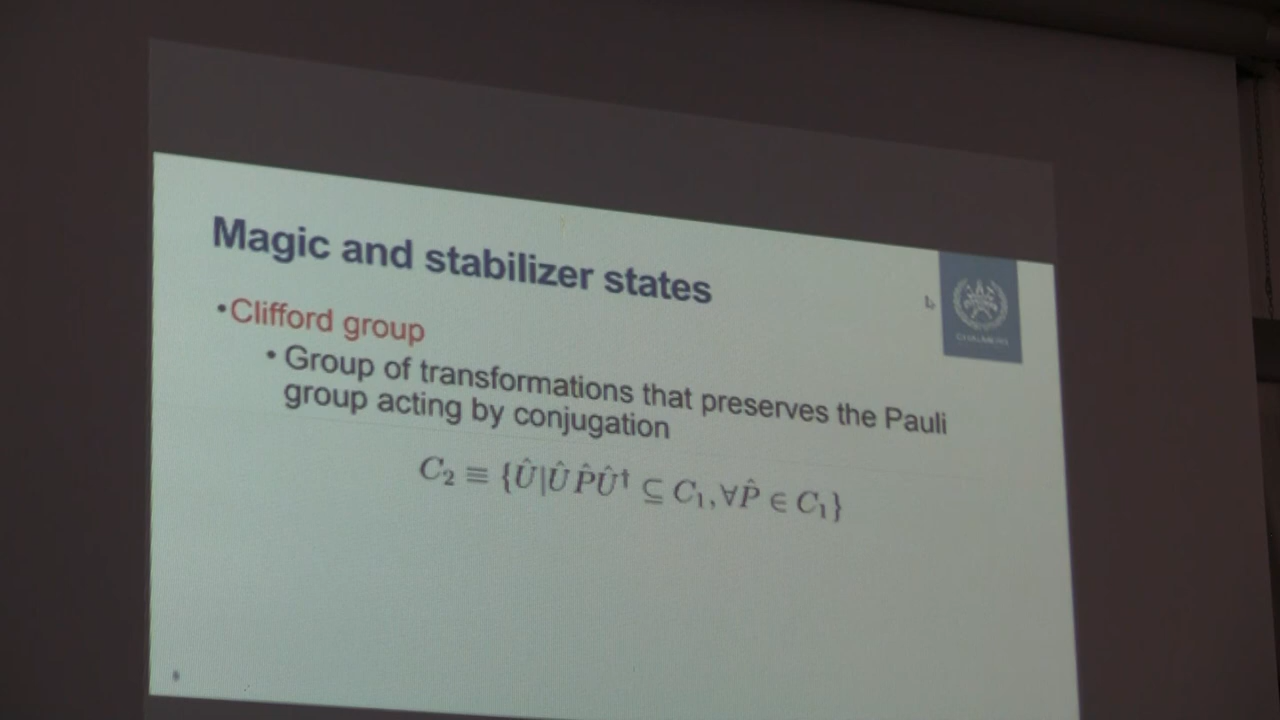 Magic and stabilizer states
•Clifford group
• Group of transformations that preserves the Pauli
group acting by conjugation
C₂ ≡ {Û|ÛP̂Û† ⊆ C₁, ∀P̂ ∈ C₁}
CHALMERS